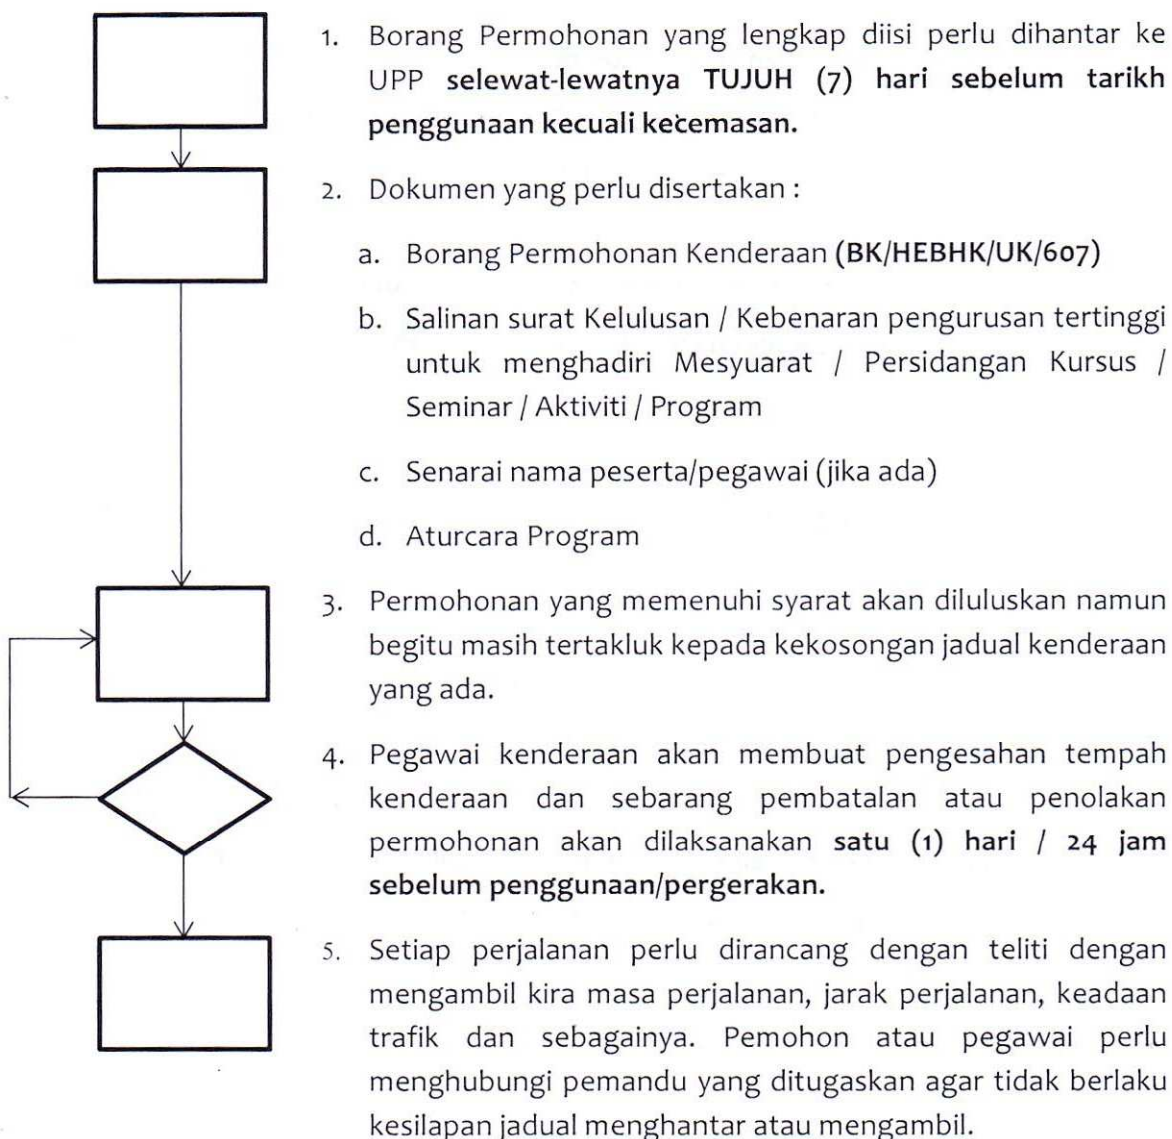 1. Borang Permohonan yang lengkap diisi perlu dihantar ke
UPP selewat-lewatnya TUJUH (7) hari sebelum tarikh
penggunaan kecuali kecemasan.
2. Dokumen yang perlu disertakan :
a. Borang Permohonan Kenderaan (BK/HEBHK/UK/607)
b. Salinan surat Kelulusan / Kebenaran pengurusan tertinggi
untuk menghadiri Mesyuarat / Persidangan Kursus /
Seminar / Aktiviti / Program
c. Senarai nama peserta/pegawai (jika ada)
d. Aturcara Program
3. Permohonan yang memenuhi syarat akan diluluskan namun
begitu masih tertakluk kepada kekosongan jadual kenderaan
yang ada.
4. Pegawai kenderaan akan membuat pengesahan tempah
kenderaan dan sebarang pembatalan atau penolakan
permohonan akan dilaksanakan satu (1) hari / 24 jam
sebelum penggunaan/pergerakan.
5. Setiap perjalanan perlu dirancang dengan teliti dengan
mengambil kira masa perjalanan, jarak perjalanan, keadaan
trafik dan sebagainya. Pemohon atau pegawai perlu
menghubungi pemandu yang ditugaskan agar tidak berlaku
kesilapan jadual menghantar atau mengambil.